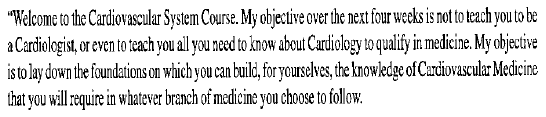 “Welcome to the Cardiovascular System Course. My objective over the next four weeks is not to teach you to be
a Cardiologist, or even to teach you all you need to know about Cardiology to qualify in medicine. My objective
is to lay down the foundations on which you can build, for yourselves, the knowledge of Cardiovascular Medicine
that you will require in whatever branch of medicine you choose to follow.